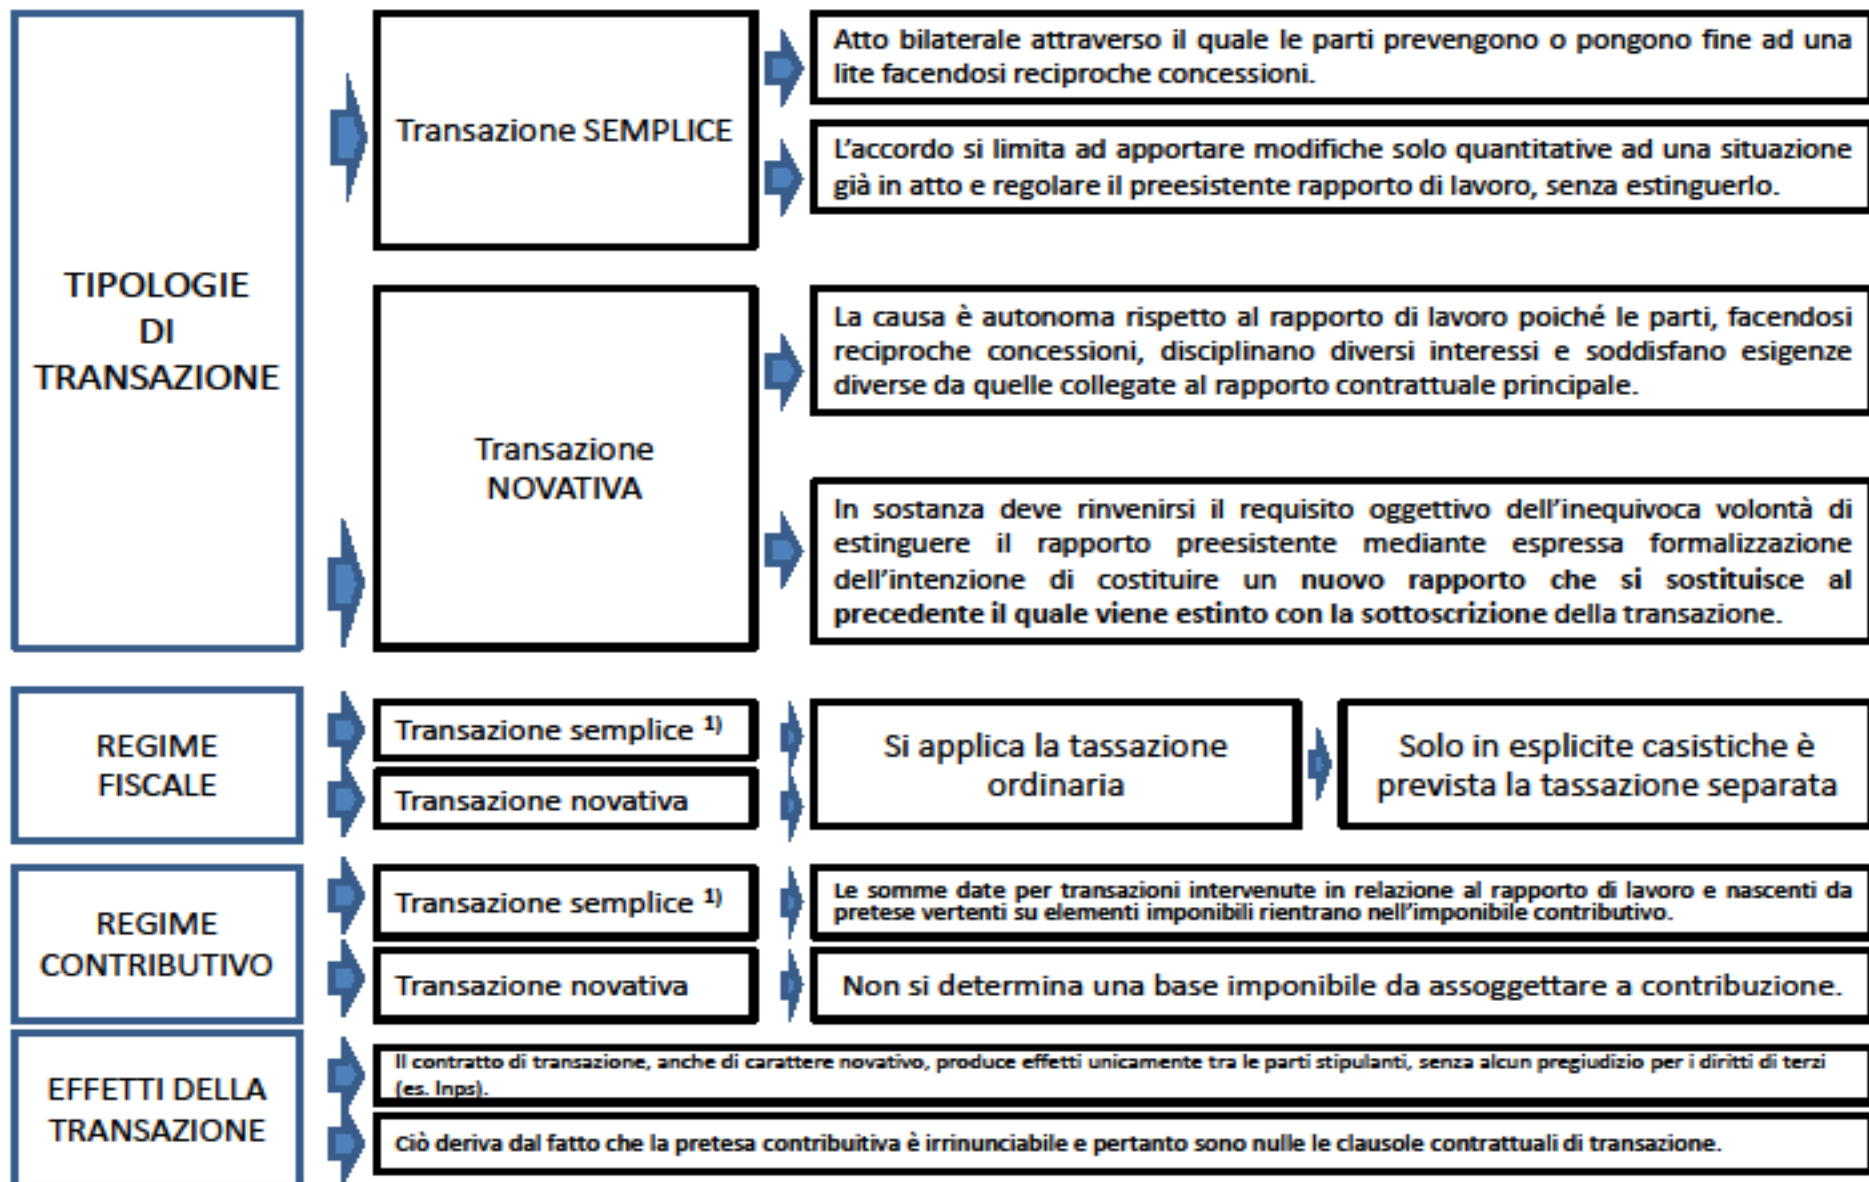 TIPOLOGIE
DI
TRANSAZIONE
Transazione SEMPLICE
Atto bilaterale attraverso il quale le parti prevengono o pongono fine ad una
lite facendosi reciproche concessioni.
L'accordo si limita ad apportare modifiche solo quantitative ad una situazione
già in atto e regolare il preesistente rapporto di lavoro, senza estinguerlo.
Transazione
NOVATIVA
La causa è autonoma rispetto al rapporto di lavoro poiché le parti, facendosi
reciproche concessioni, disciplinano diversi interessi e soddisfano esigenze
diverse da quelle collegate al rapporto contrattuale principale.
In sostanza deve rinvenirsi il requisito oggettivo dell'inequivoca volontà di
estinguere il rapporto preesistente mediante espressa formalizzazione
dell'intenzione di costituire un nuovo rapporto che si sostituisce al
precedente il quale viene estinto con la sottoscrizione della transazione.
REGIME
FISCALE
Transazione semplice 1)
Transazione novativa
Si applica la tassazione
ordinaria
Solo in esplicite casistiche è
prevista la tassazione separata
REGIME
CONTRIBUTIVO
Transazione semplice 1)
Le somme date per transazioni intervenute in relazione al rapporto di lavoro e nascenti da
pretese vertenti su elementi imponibili rientrano nell'imponibile contributivo.
Transazione novativa
Non si determina una base imponibile da assoggettare a contribuzione.
EFFETTI DELLA
TRANSAZIONE
Il contratto di transazione, anche di carattere novativo, produce effetti unicamente tra le parti stipulanti, senza alcun pregiudizio per i diritti di terzi
(es. Inps).
Ciò deriva dal fatto che la pretesa contribuitiva è irrinunciabile e pertanto sono nulle le clausole contrattuali di transazione.